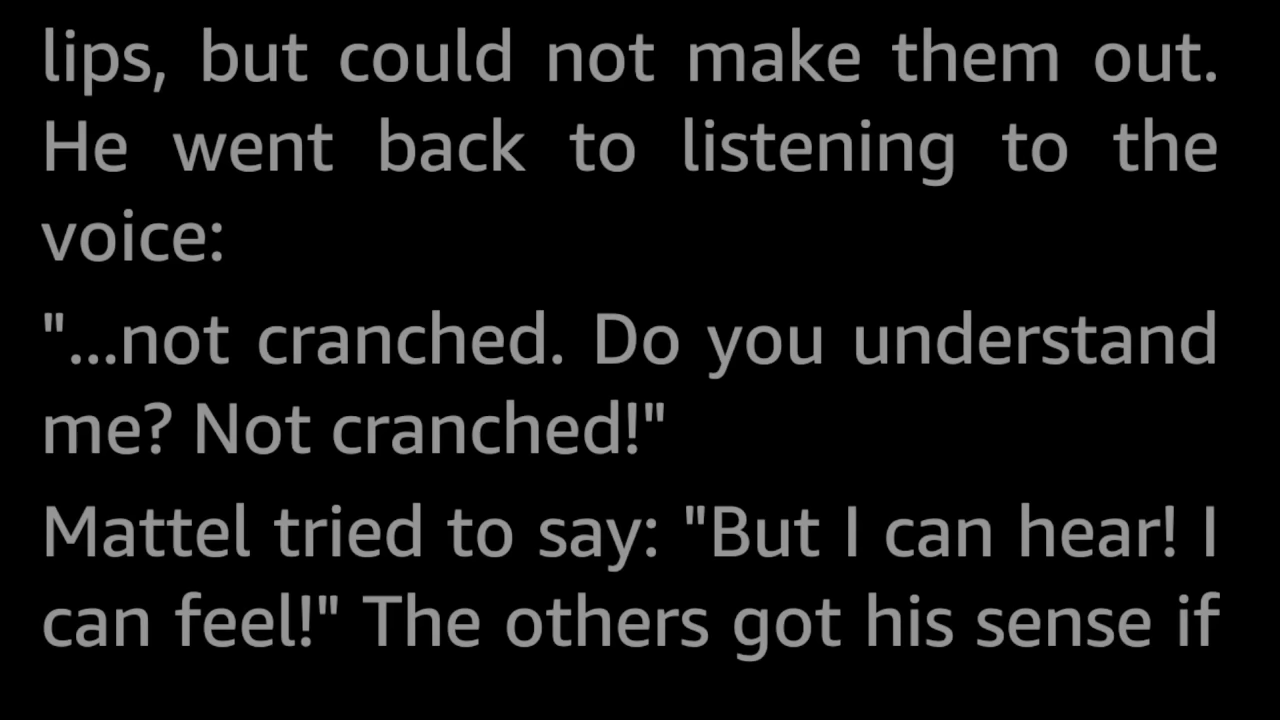 lips, but could not make them out.
He went back to listening to the
voice:
"...not cranched. Do you understand
me? Not cranched!"
Mattel tried to say: "But I can hear! I
can feel!" The others got his sense if